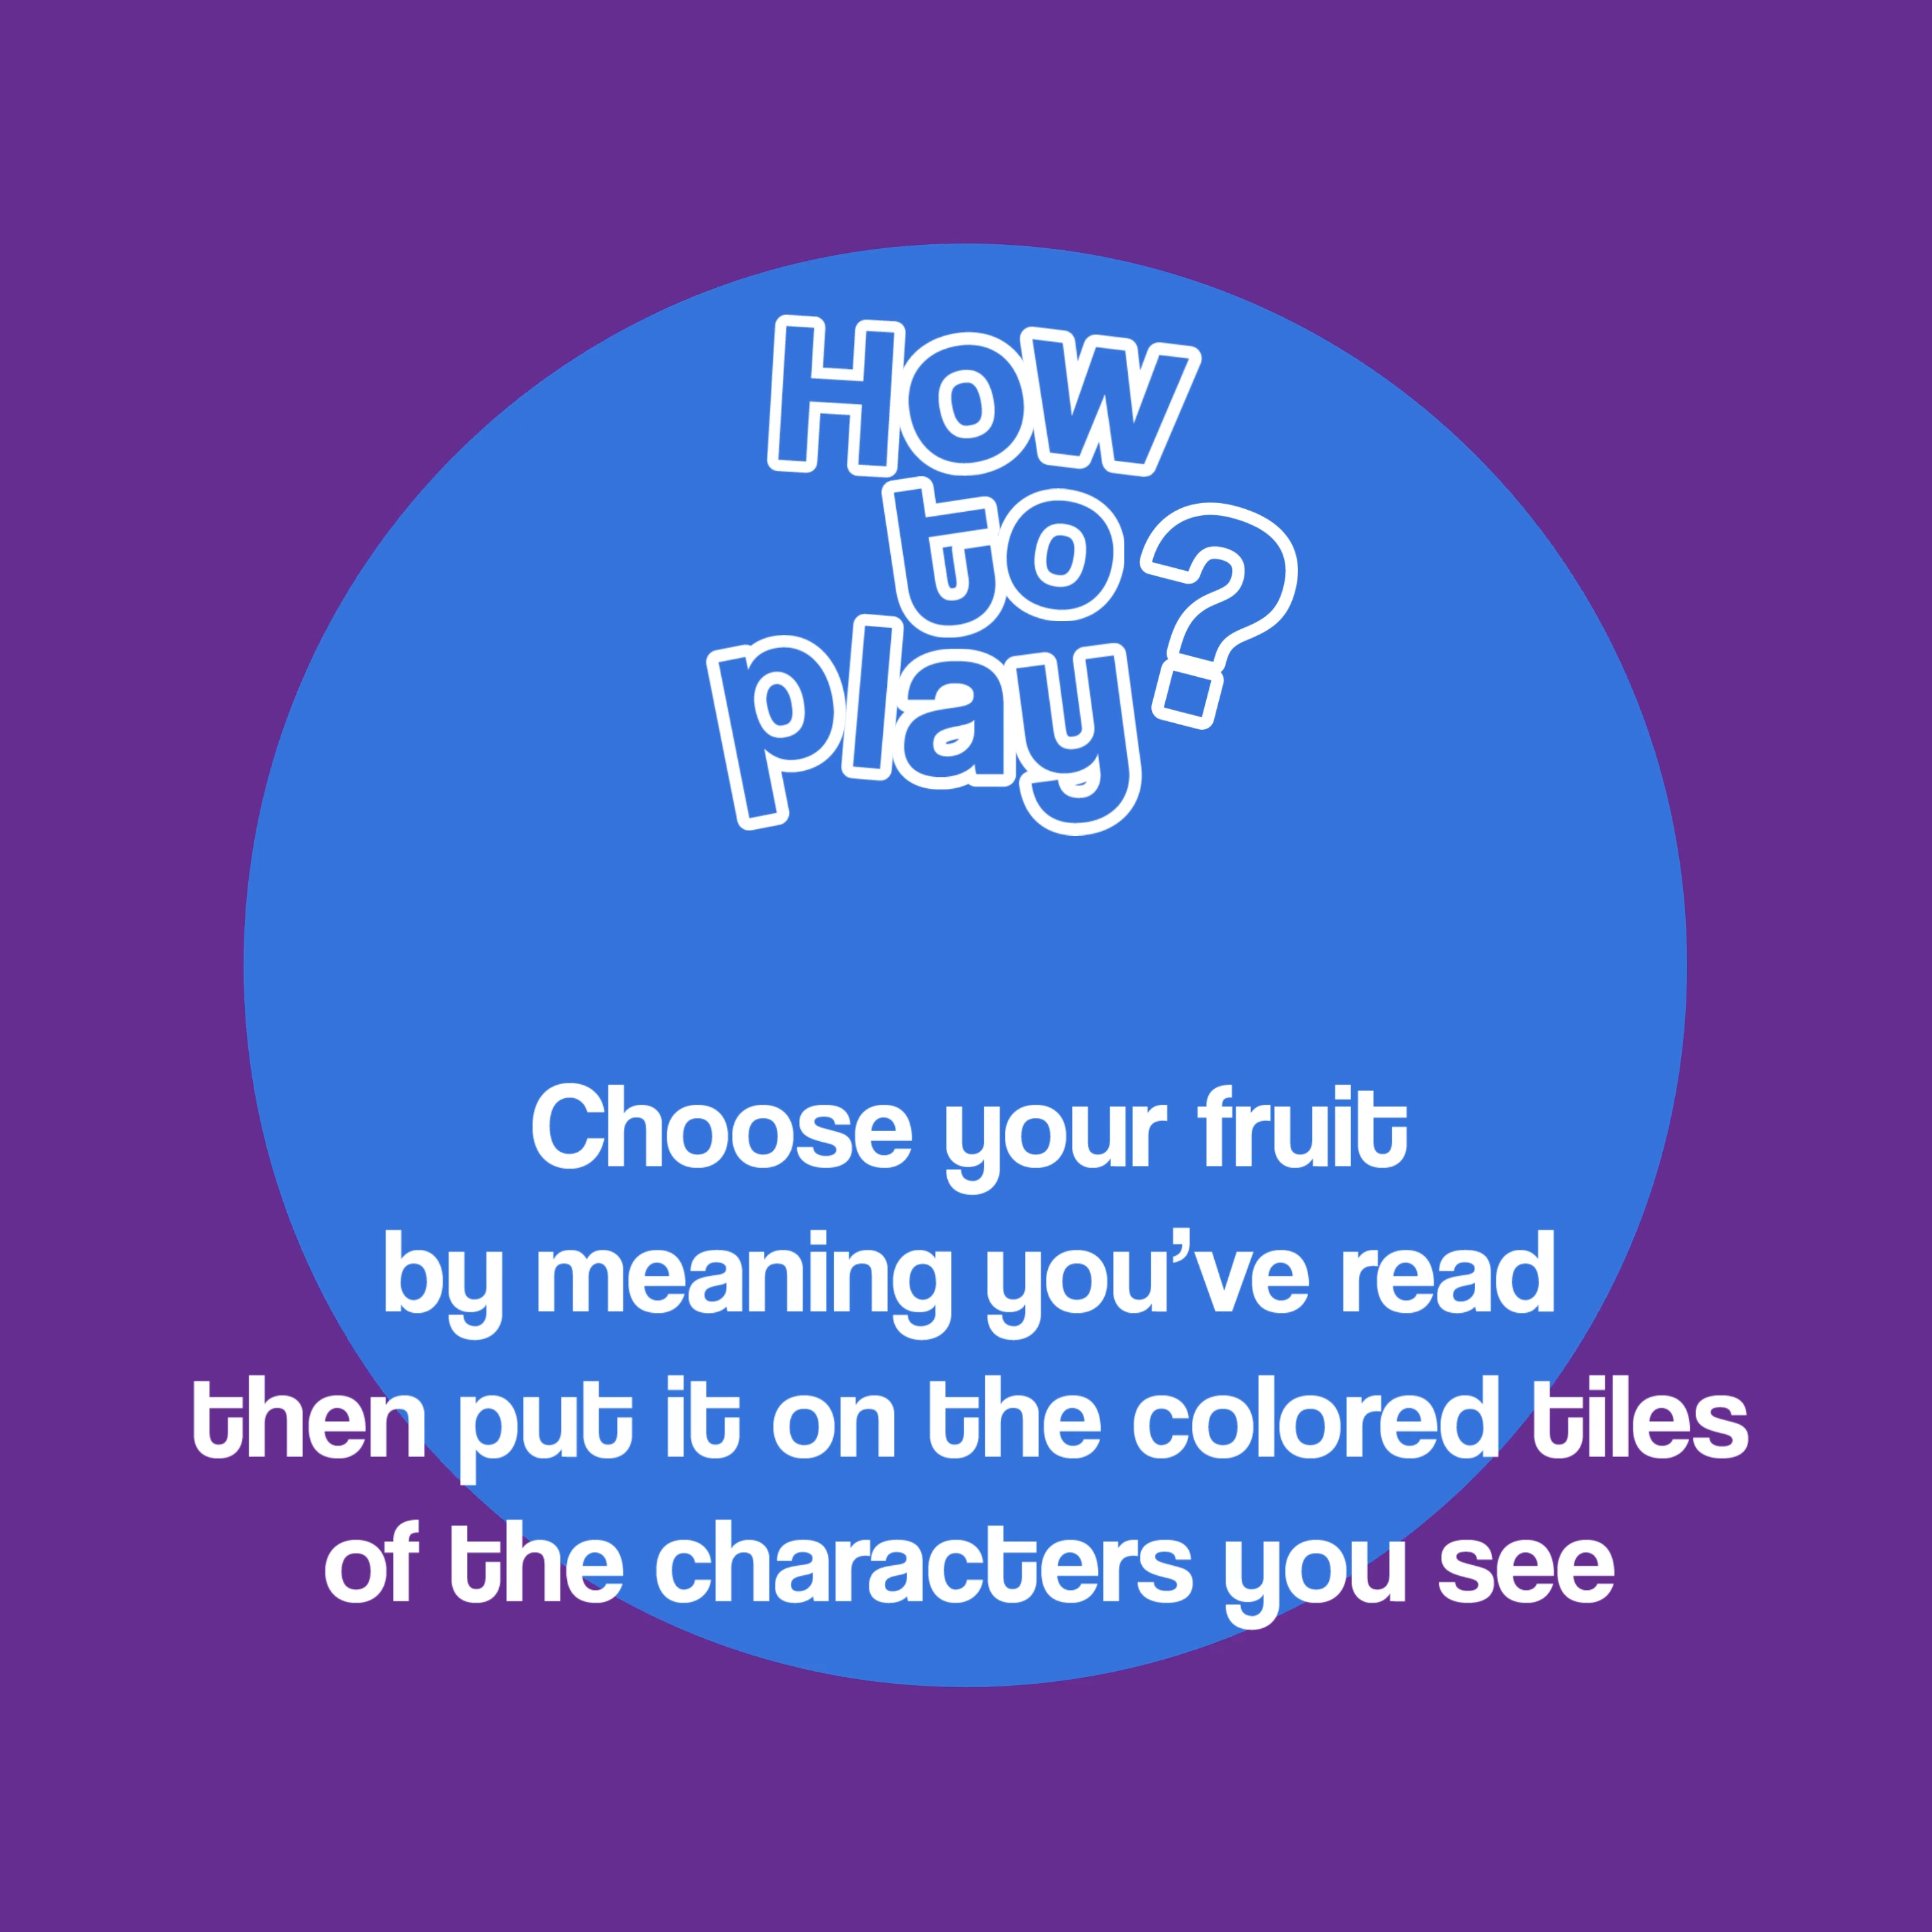 How
to
play?
Choose your fruit
by meaning you’ve read
then put it on the colored tiles
of the characters you see